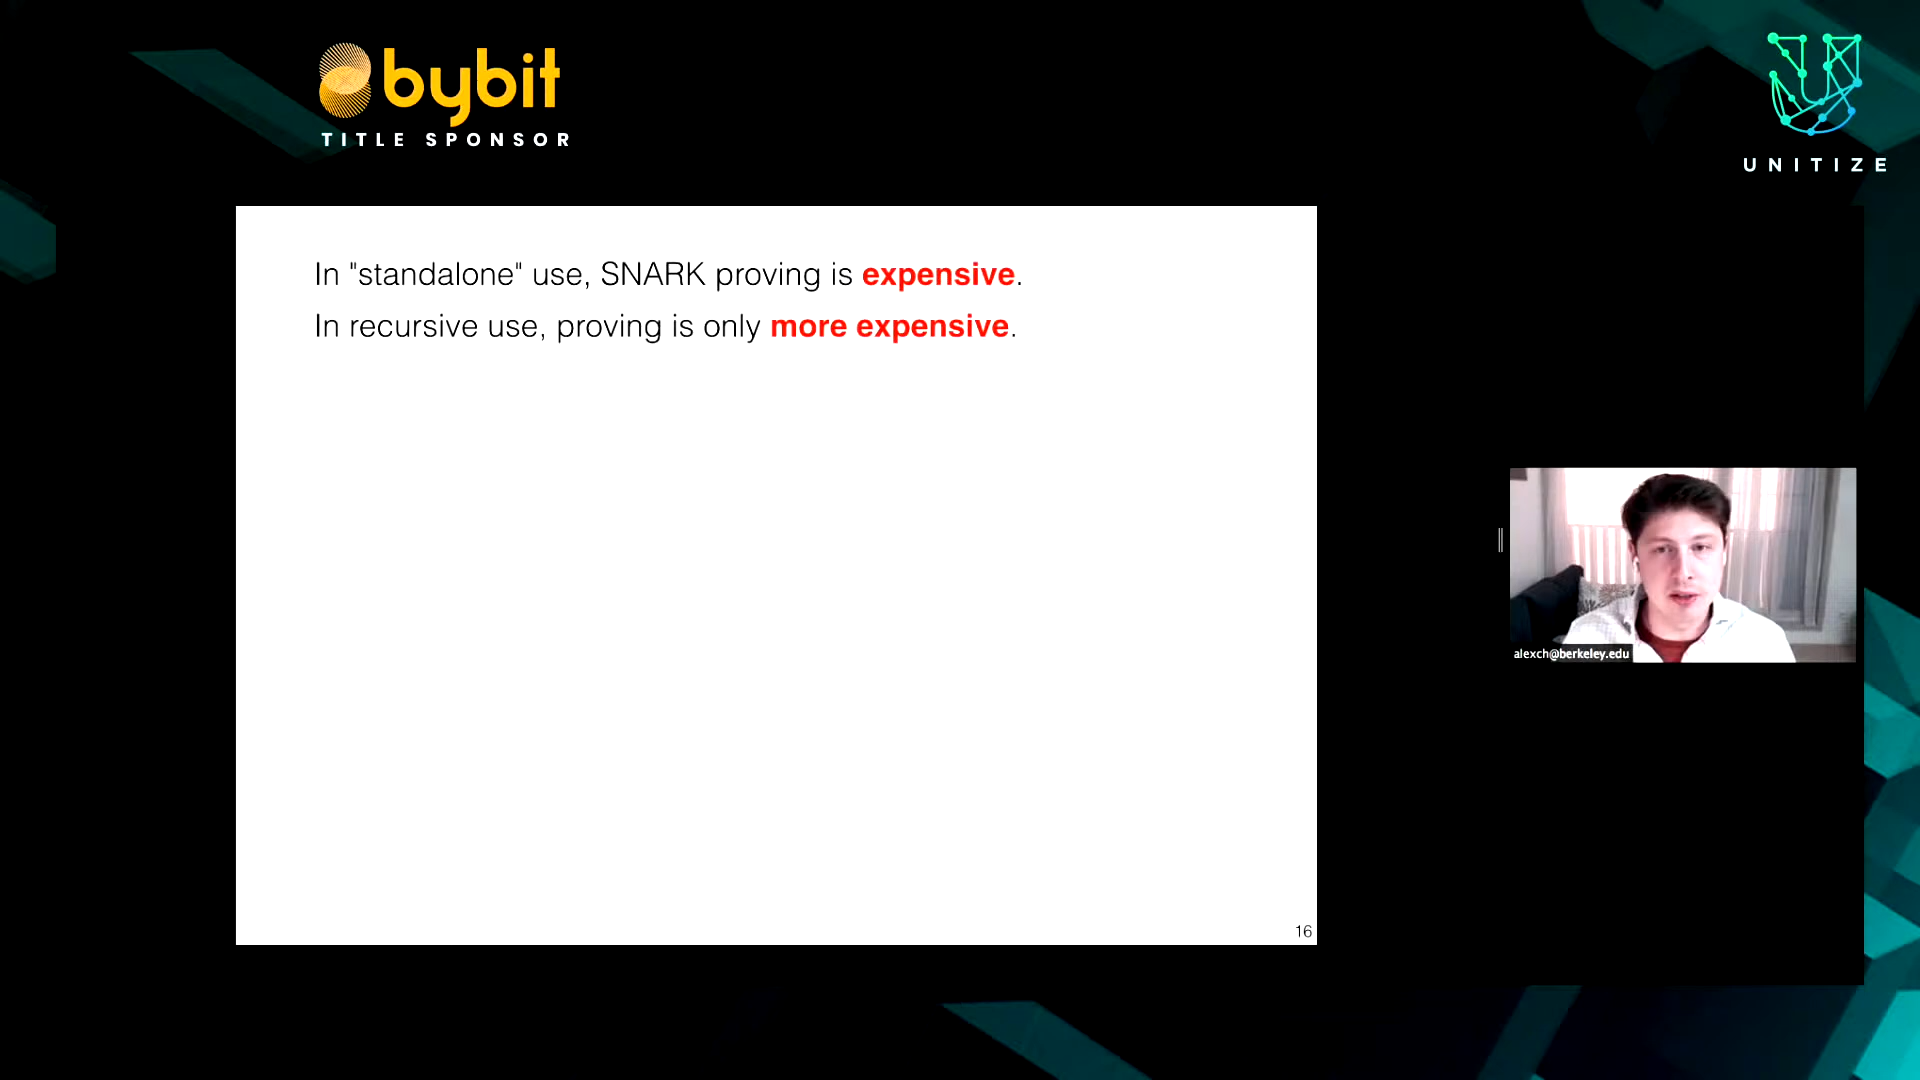 bybit
TITLE SPONSOR
UNITIZE
In "standalone" use, SNARK proving is expensive.
In recursive use, proving is only more expensive.
alexch@berkeley.edu
16